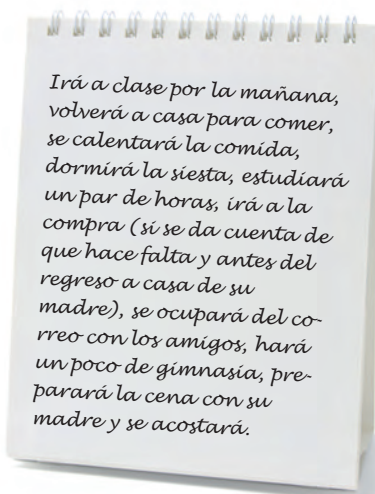 Irá a clase por la mañana,
volverá a casa para comer,
se calentará la comida,
dormirá la siesta, estudiará
un par de horas, irá a la
compra (si se da cuenta de
que hace falta y antes del
regreso a casa de su
madre), se ocupará del co-
rreo con los amigos, hará
un poco de gimnasia, pre-
parará la cena con su
madre y se acostará.